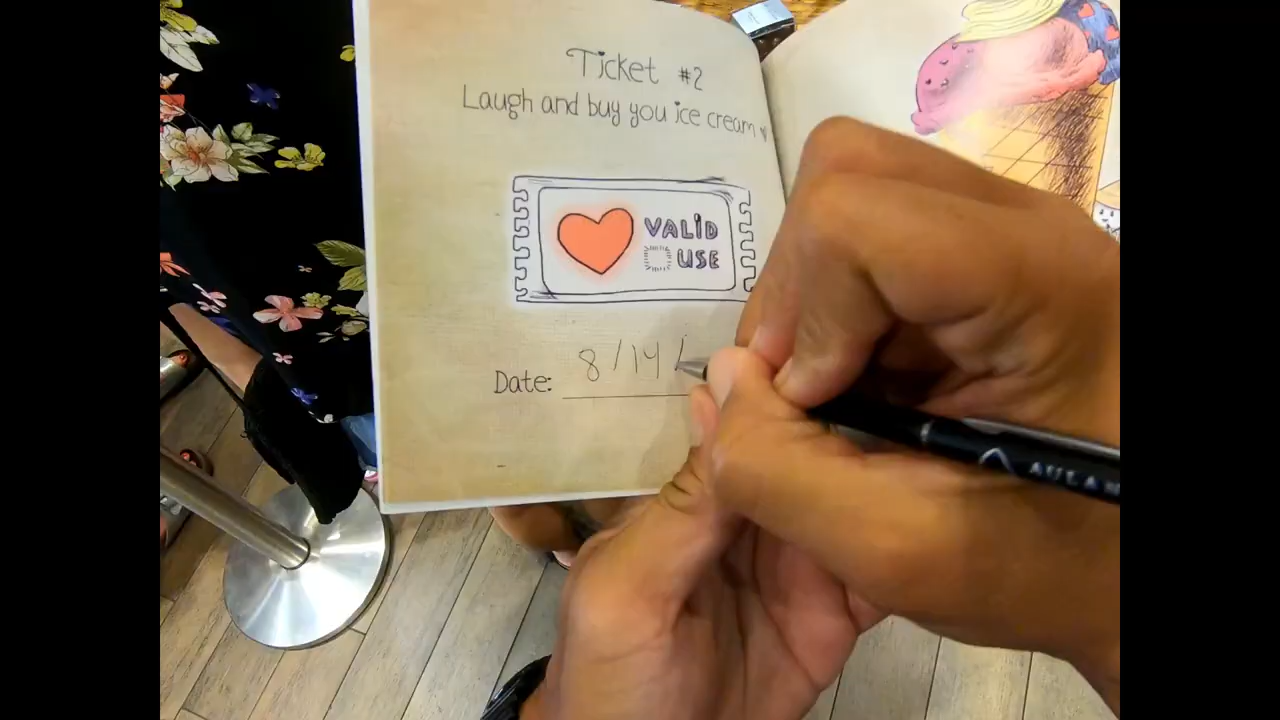 Ticket #2
Laugh and buy you ice cream
VALiD
USE
Date: 8/14/